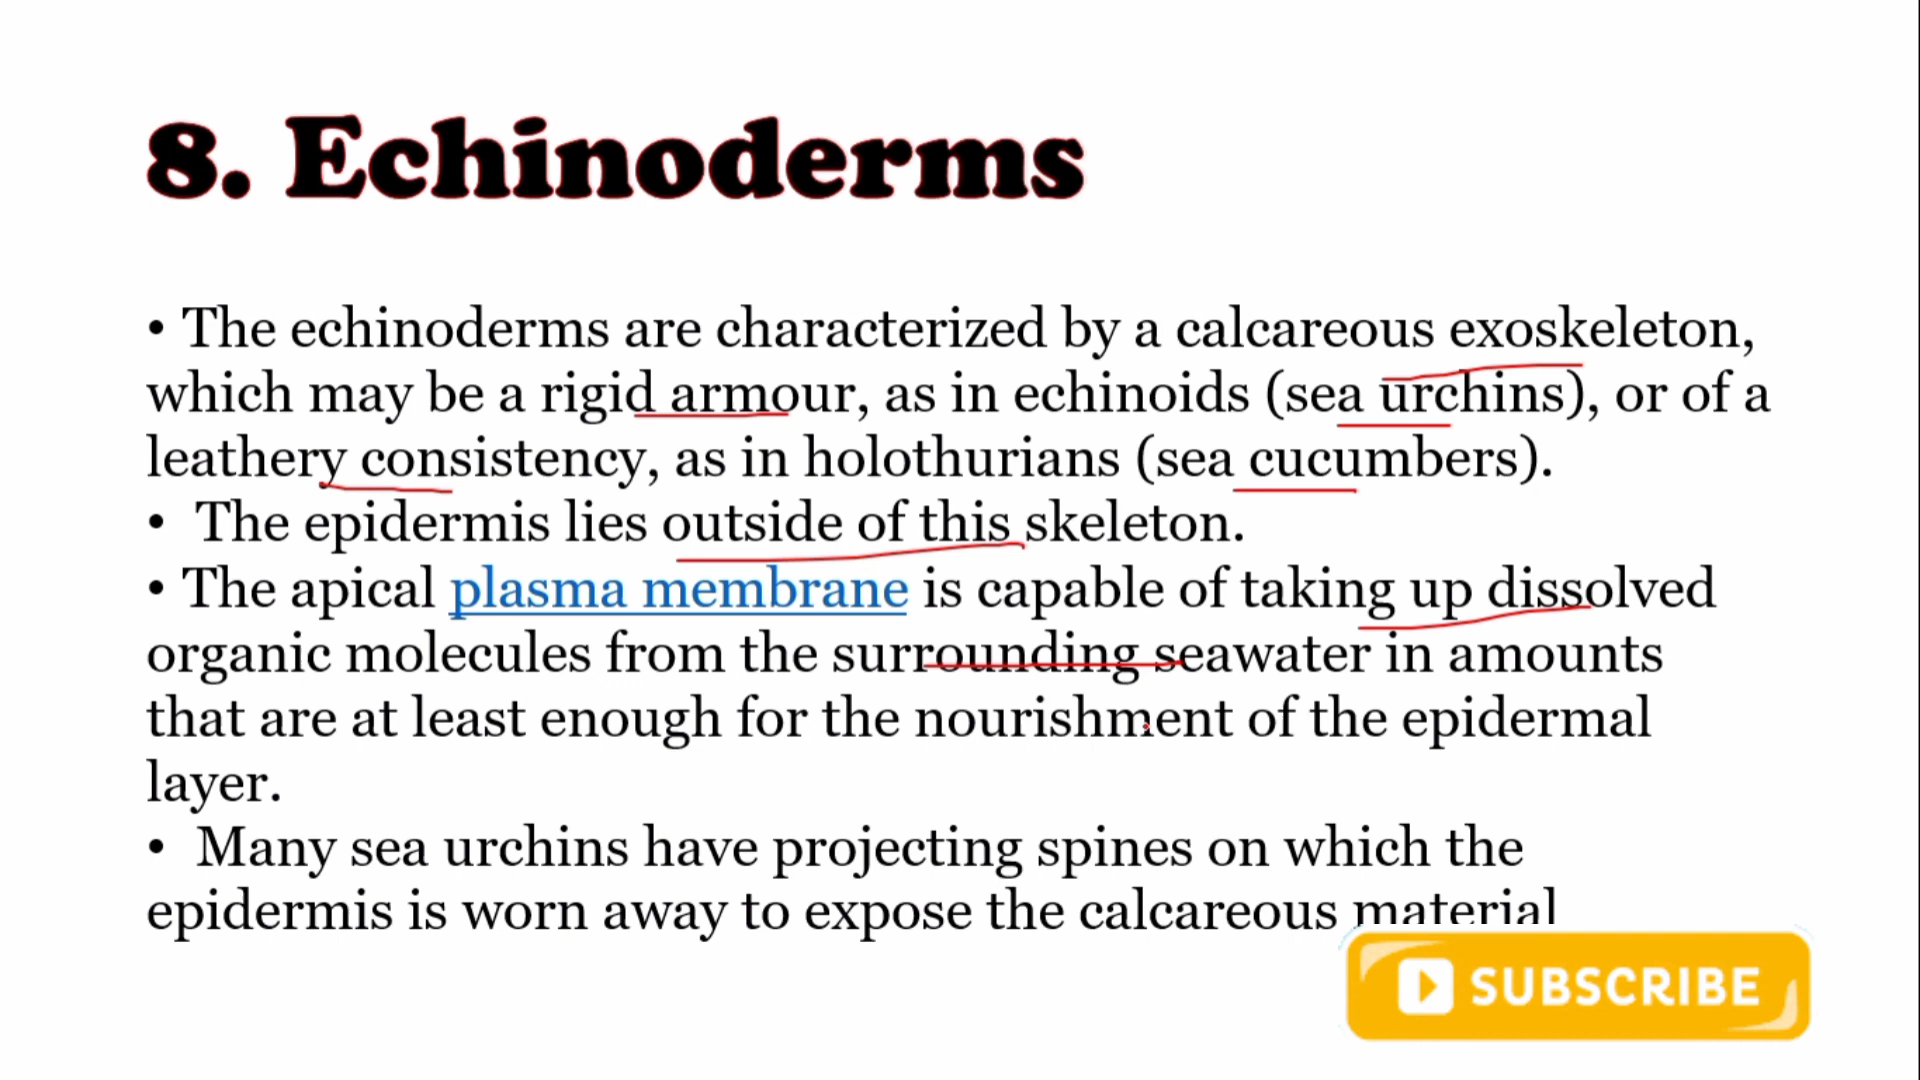 8. Echinoderms
• The echinoderms are characterized by a calcareous exoskeleton,
which may be a rigid armour, as in echinoids (sea urchins), or of a
leathery consistency, as in holothurians (sea cucumbers).
• The epidermis lies outside of this skeleton.
• The apical plasma membrane is capable of taking up dissolved
organic molecules from the surrounding seawater in amounts
that are at least enough for the nourishment of the epidermal
layer.
• Many sea urchins have projecting spines on which the
epidermis is worn away to expose the calcareous material
SUBSCRIBE